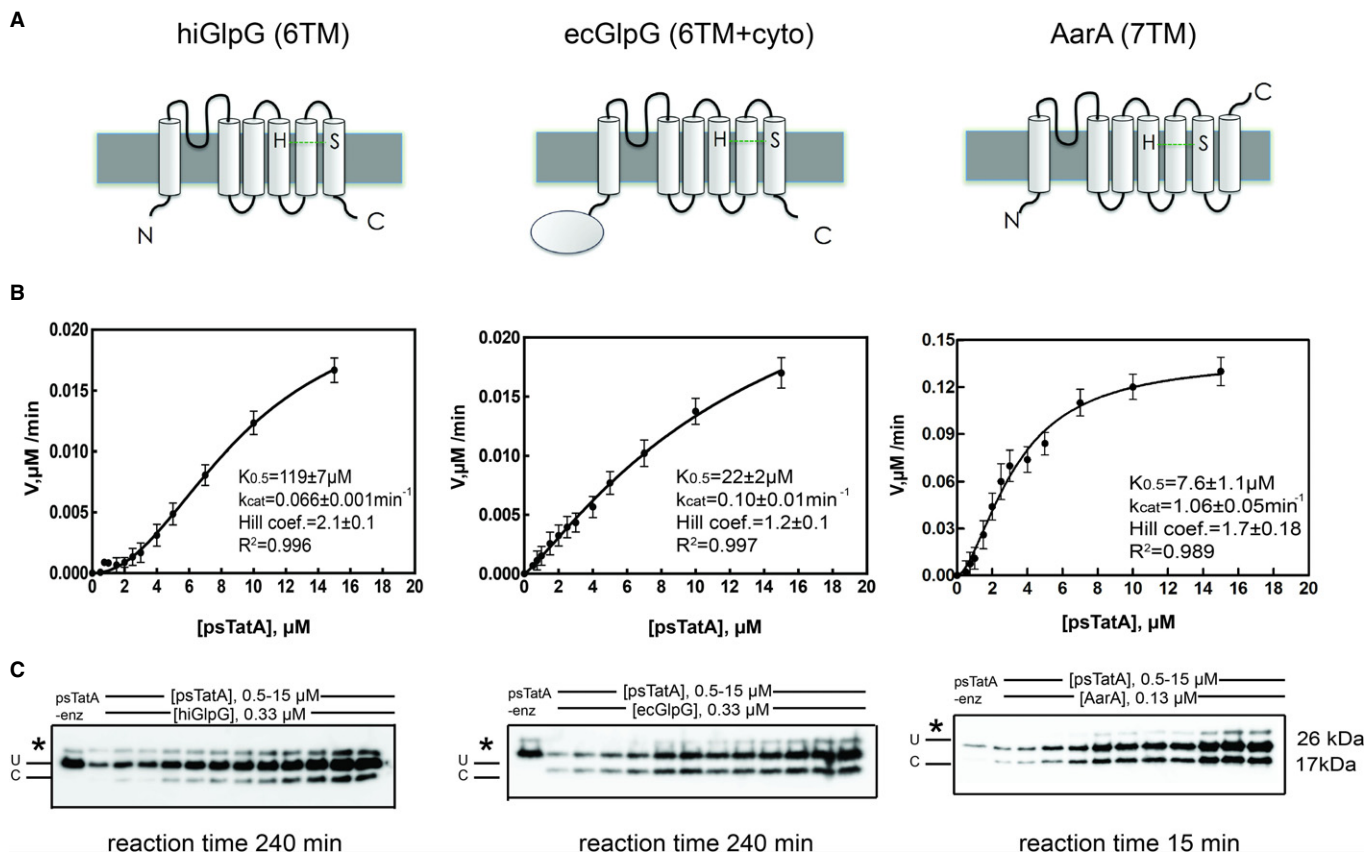 A
hiGlpG (6TM)
ecGlpG (6TM+cyto)
AarA (7TM)
H S
N
C
H S
C
C
H S
N
B
0.020
0.015
0.010
0.005
0.000
V,µM /min
K0.5=119±7µM
kcat=0.066±0.001min-1
Hill coef.=2.1±0.1
R2=0.996
0 2 4 6 8 10 12 14 16 18 20
[psTatA], µM
0.020
0.015
0.010
0.005
0.000
V,µM /min
K0.5=22±2µM
kcat=0.10±0.01min-1
Hill coef.=1.2±0.1
R2=0.997
0 2 4 6 8 10 12 14 16 18 20
[psTatA], µM
0.15
0.12
0.09
0.06
0.03
0.00
V,µM /min
K0.5=7.6±1.1µM
kcat=1.06±0.05min-1
Hill coef.=1.7±0.18
R2=0.989
0 2 4 6 8 10 12 14 16 18 20
[psTatA], µM
C
psTatA [psTatA], 0.5-15 µM
-enz [hiGlpG], 0.33 µM
*
U
C
reaction time 240 min
psTatA [psTatA], 0.5-15 µM
-enz [ecGlpG], 0.33 µM
*
U
C
reaction time 240 min
psTatA [psTatA], 0.5-15 µM
-enz [AarA], 0.13 µM
*
U
C
26 kDa
17kDa
reaction time 15 min